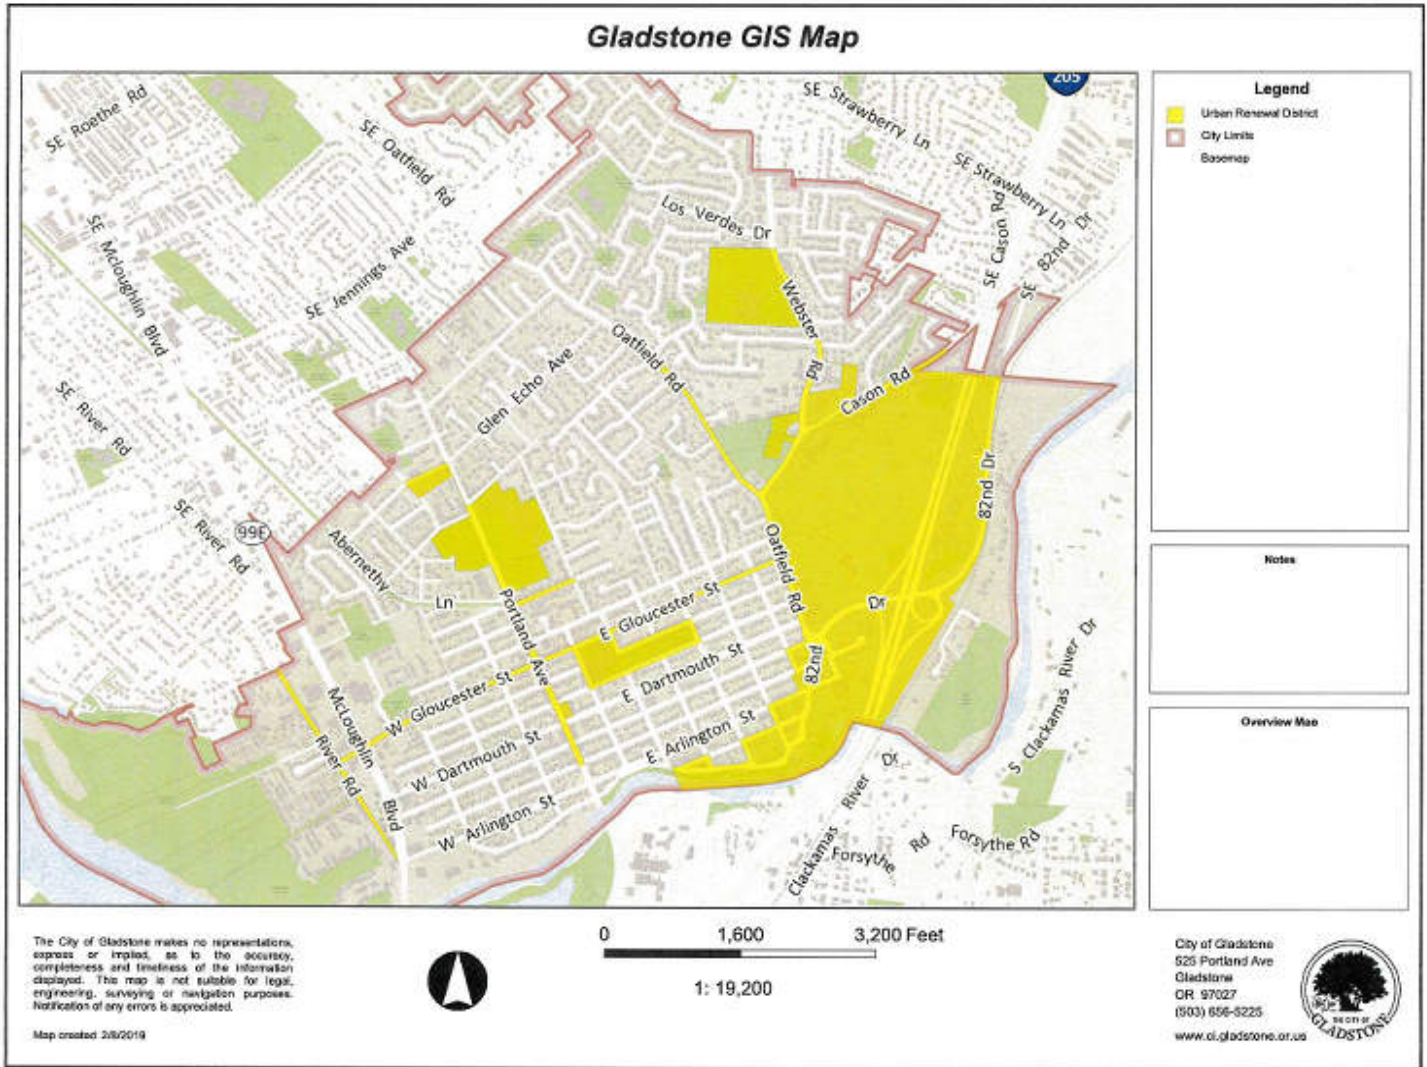 Gladstone GIS Map
205
SE Roethe Rd
SE Oatfield Rd
SE Strawberry Ln
SE Strawberry Ln
SE Cason Rd
SE 82nd Dr
SE Mcloughlin Blvd
SE Jennings Ave
Los Verdes Dr
Webster Rd
Oatfield Rd
Glen Echo Ave
Cason Rd
SE River Rd
SE River Rd
99E
82nd Dr
Abernethy Ln
Oatfield Rd
Portland Ave
E Gloucester St
Dr
82nd
E Dartmouth St
W Gloucester St
McLoughlin Blvd
River Rd
W Dartmouth St
E Arlington St
W Arlington St
S Clackamas River Dr
Clackamas River Dr
Forsythe Rd
Forsythe Rd
Legend
Urban Renewal District
City Limits
Basemap
Notes
Overview Map
The City of Gladstone makes no representations,
express or implied, as to the accuracy,
completeness and timeliness of the information
displayed. This map is not suitable for legal,
engineering, surveying or navigation purposes.
Notification of any errors is appreciated.
Map created 2/8/2019
0 1,600 3,200 Feet
1: 19,200
City of Gladstone
525 Portland Ave
Gladstone
OR 97027
(503) 656-5225
www.ci.gladstone.or.us
THE CITY OF
GLADSTONE